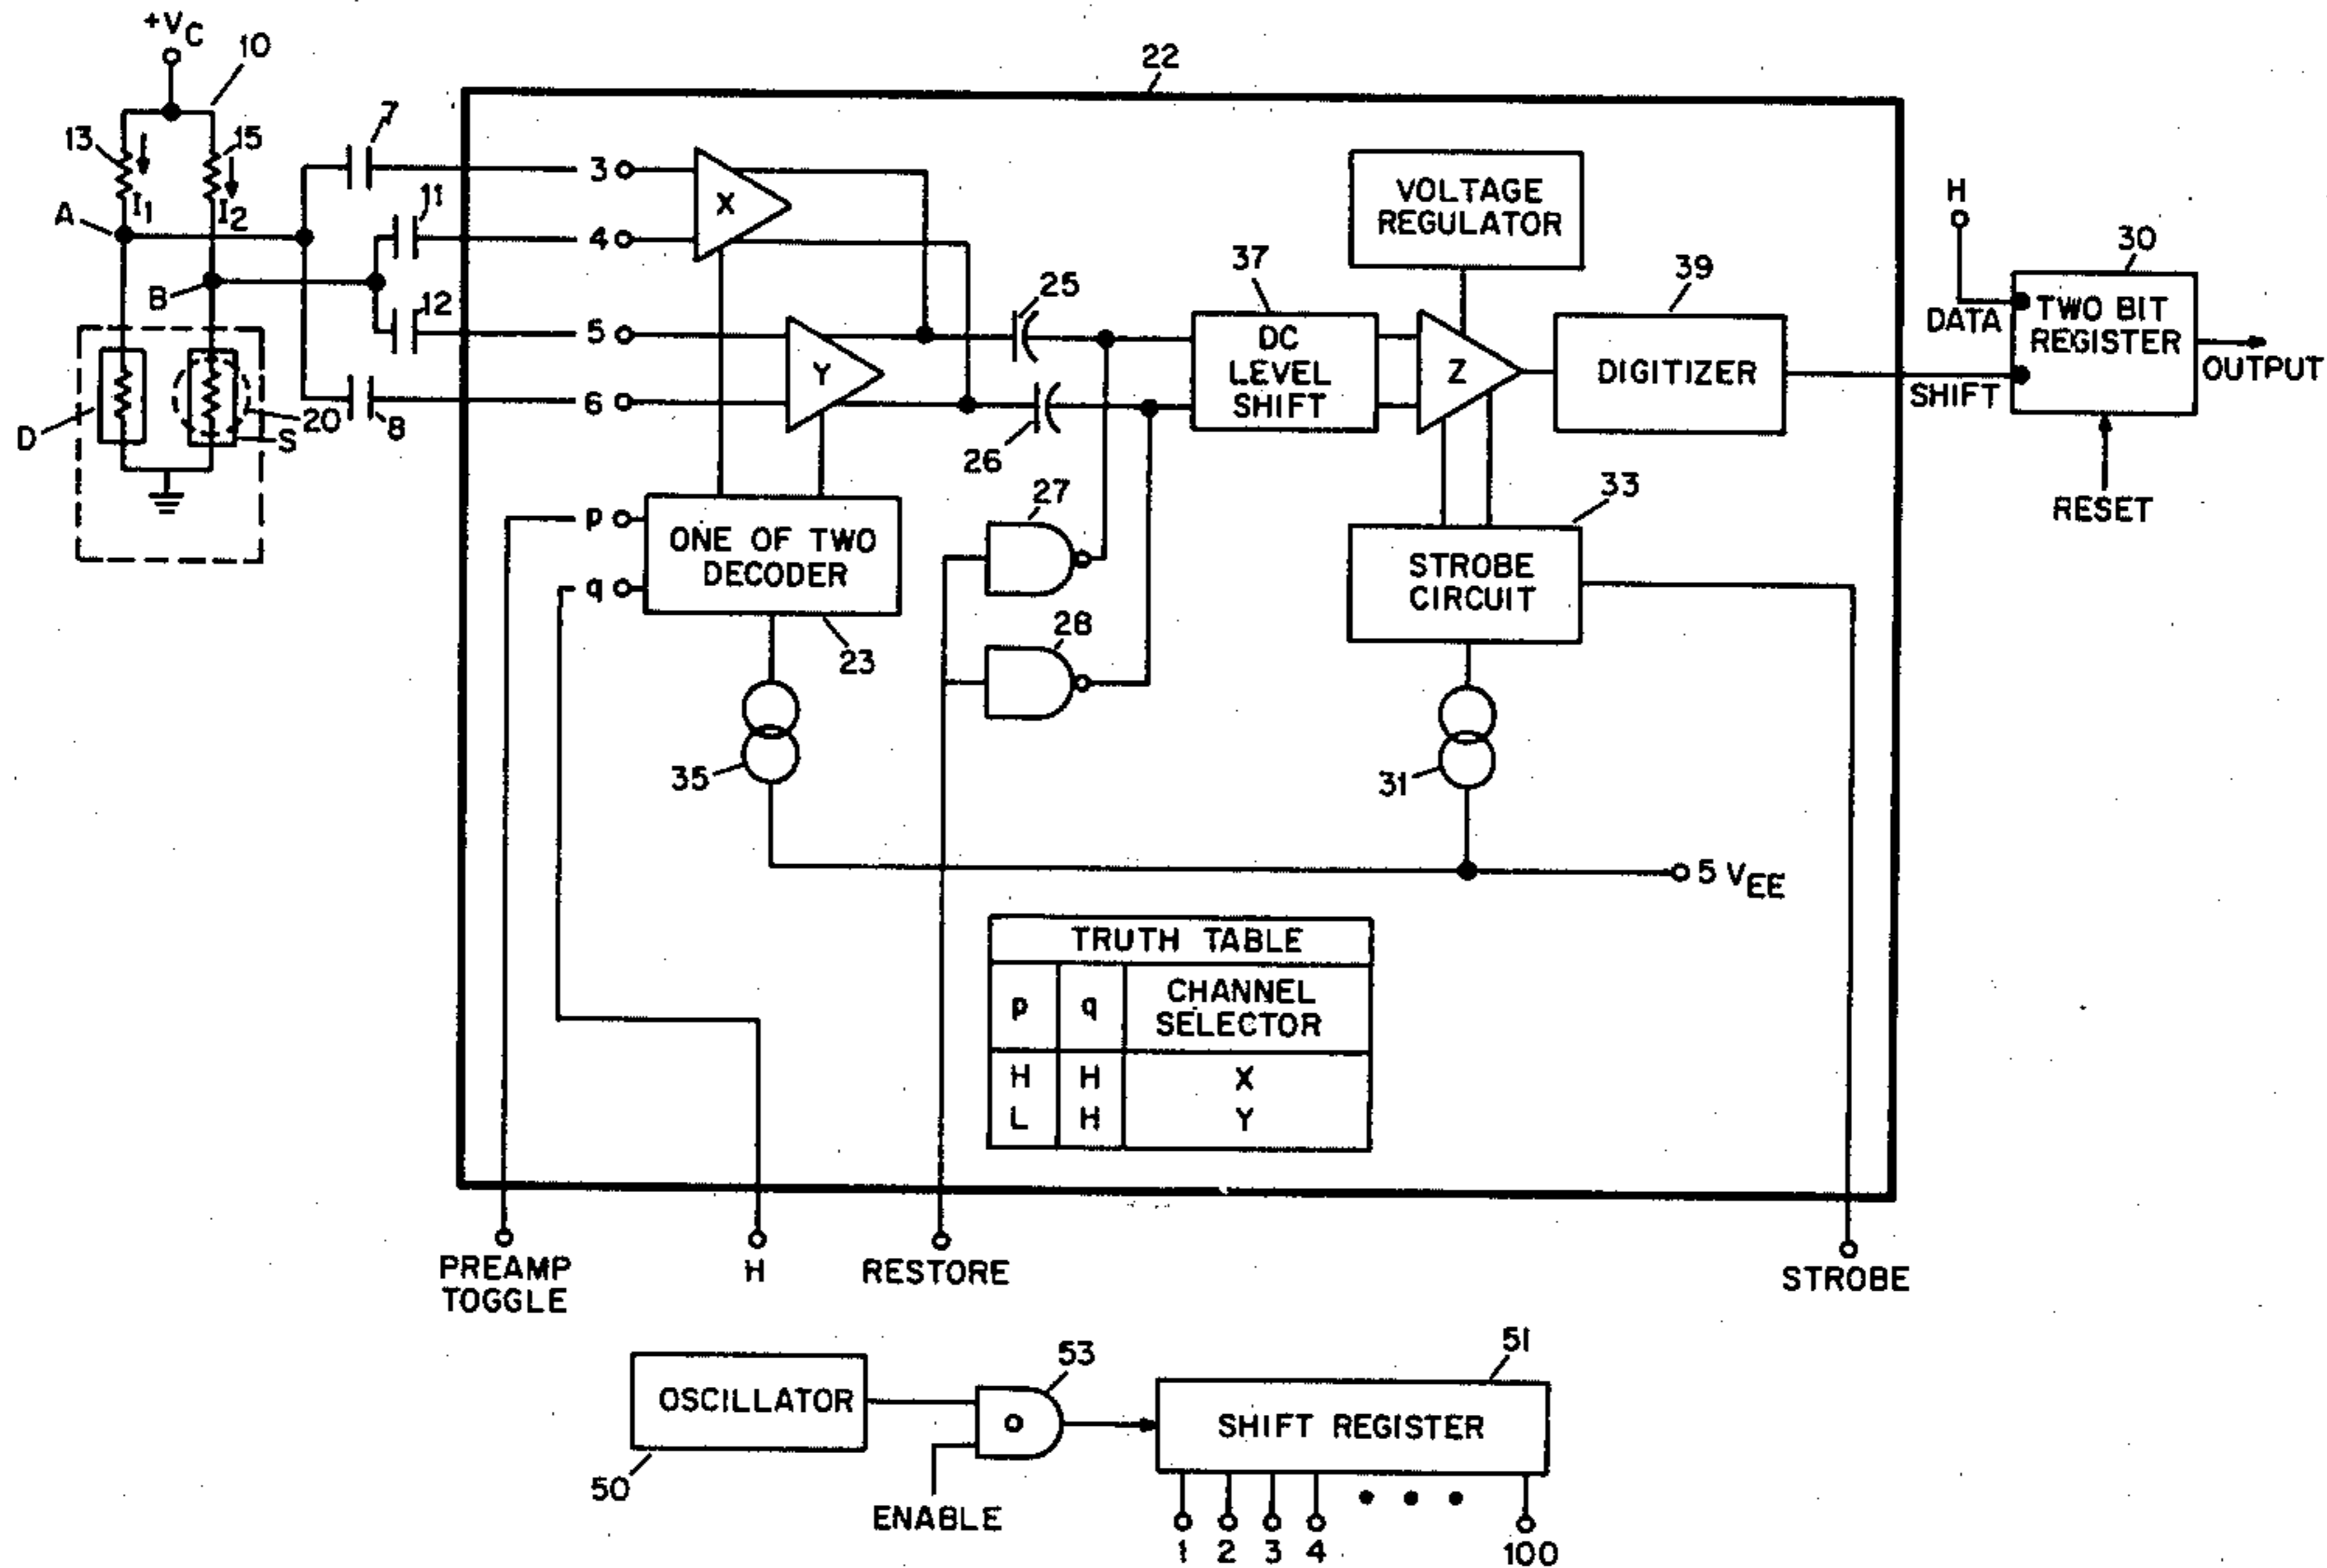 +VC
10
22
7
13
15
I1
I2
11
A
B
12
D
20
S
8
3
4
5
6
X
Y
25
26
37
DC
LEVEL
SHIFT
VOLTAGE
REGULATOR
Z
39
DIGITIZER
H
30
DATA
TWO BIT
REGISTER
OUTPUT
SHIFT
RESET
p
q
ONE OF TWO
DECODER
23
27
28
33
STROBE
CIRCUIT
35
31
5 VEE
TRUTH TABLE
p q CHANNEL
SELECTOR
H H X
L H Y
PREAMP
TOGGLE
H
RESTORE
STROBE
OSCILLATOR
50
53
ENABLE
51
SHIFT REGISTER
1 2 3 4 100